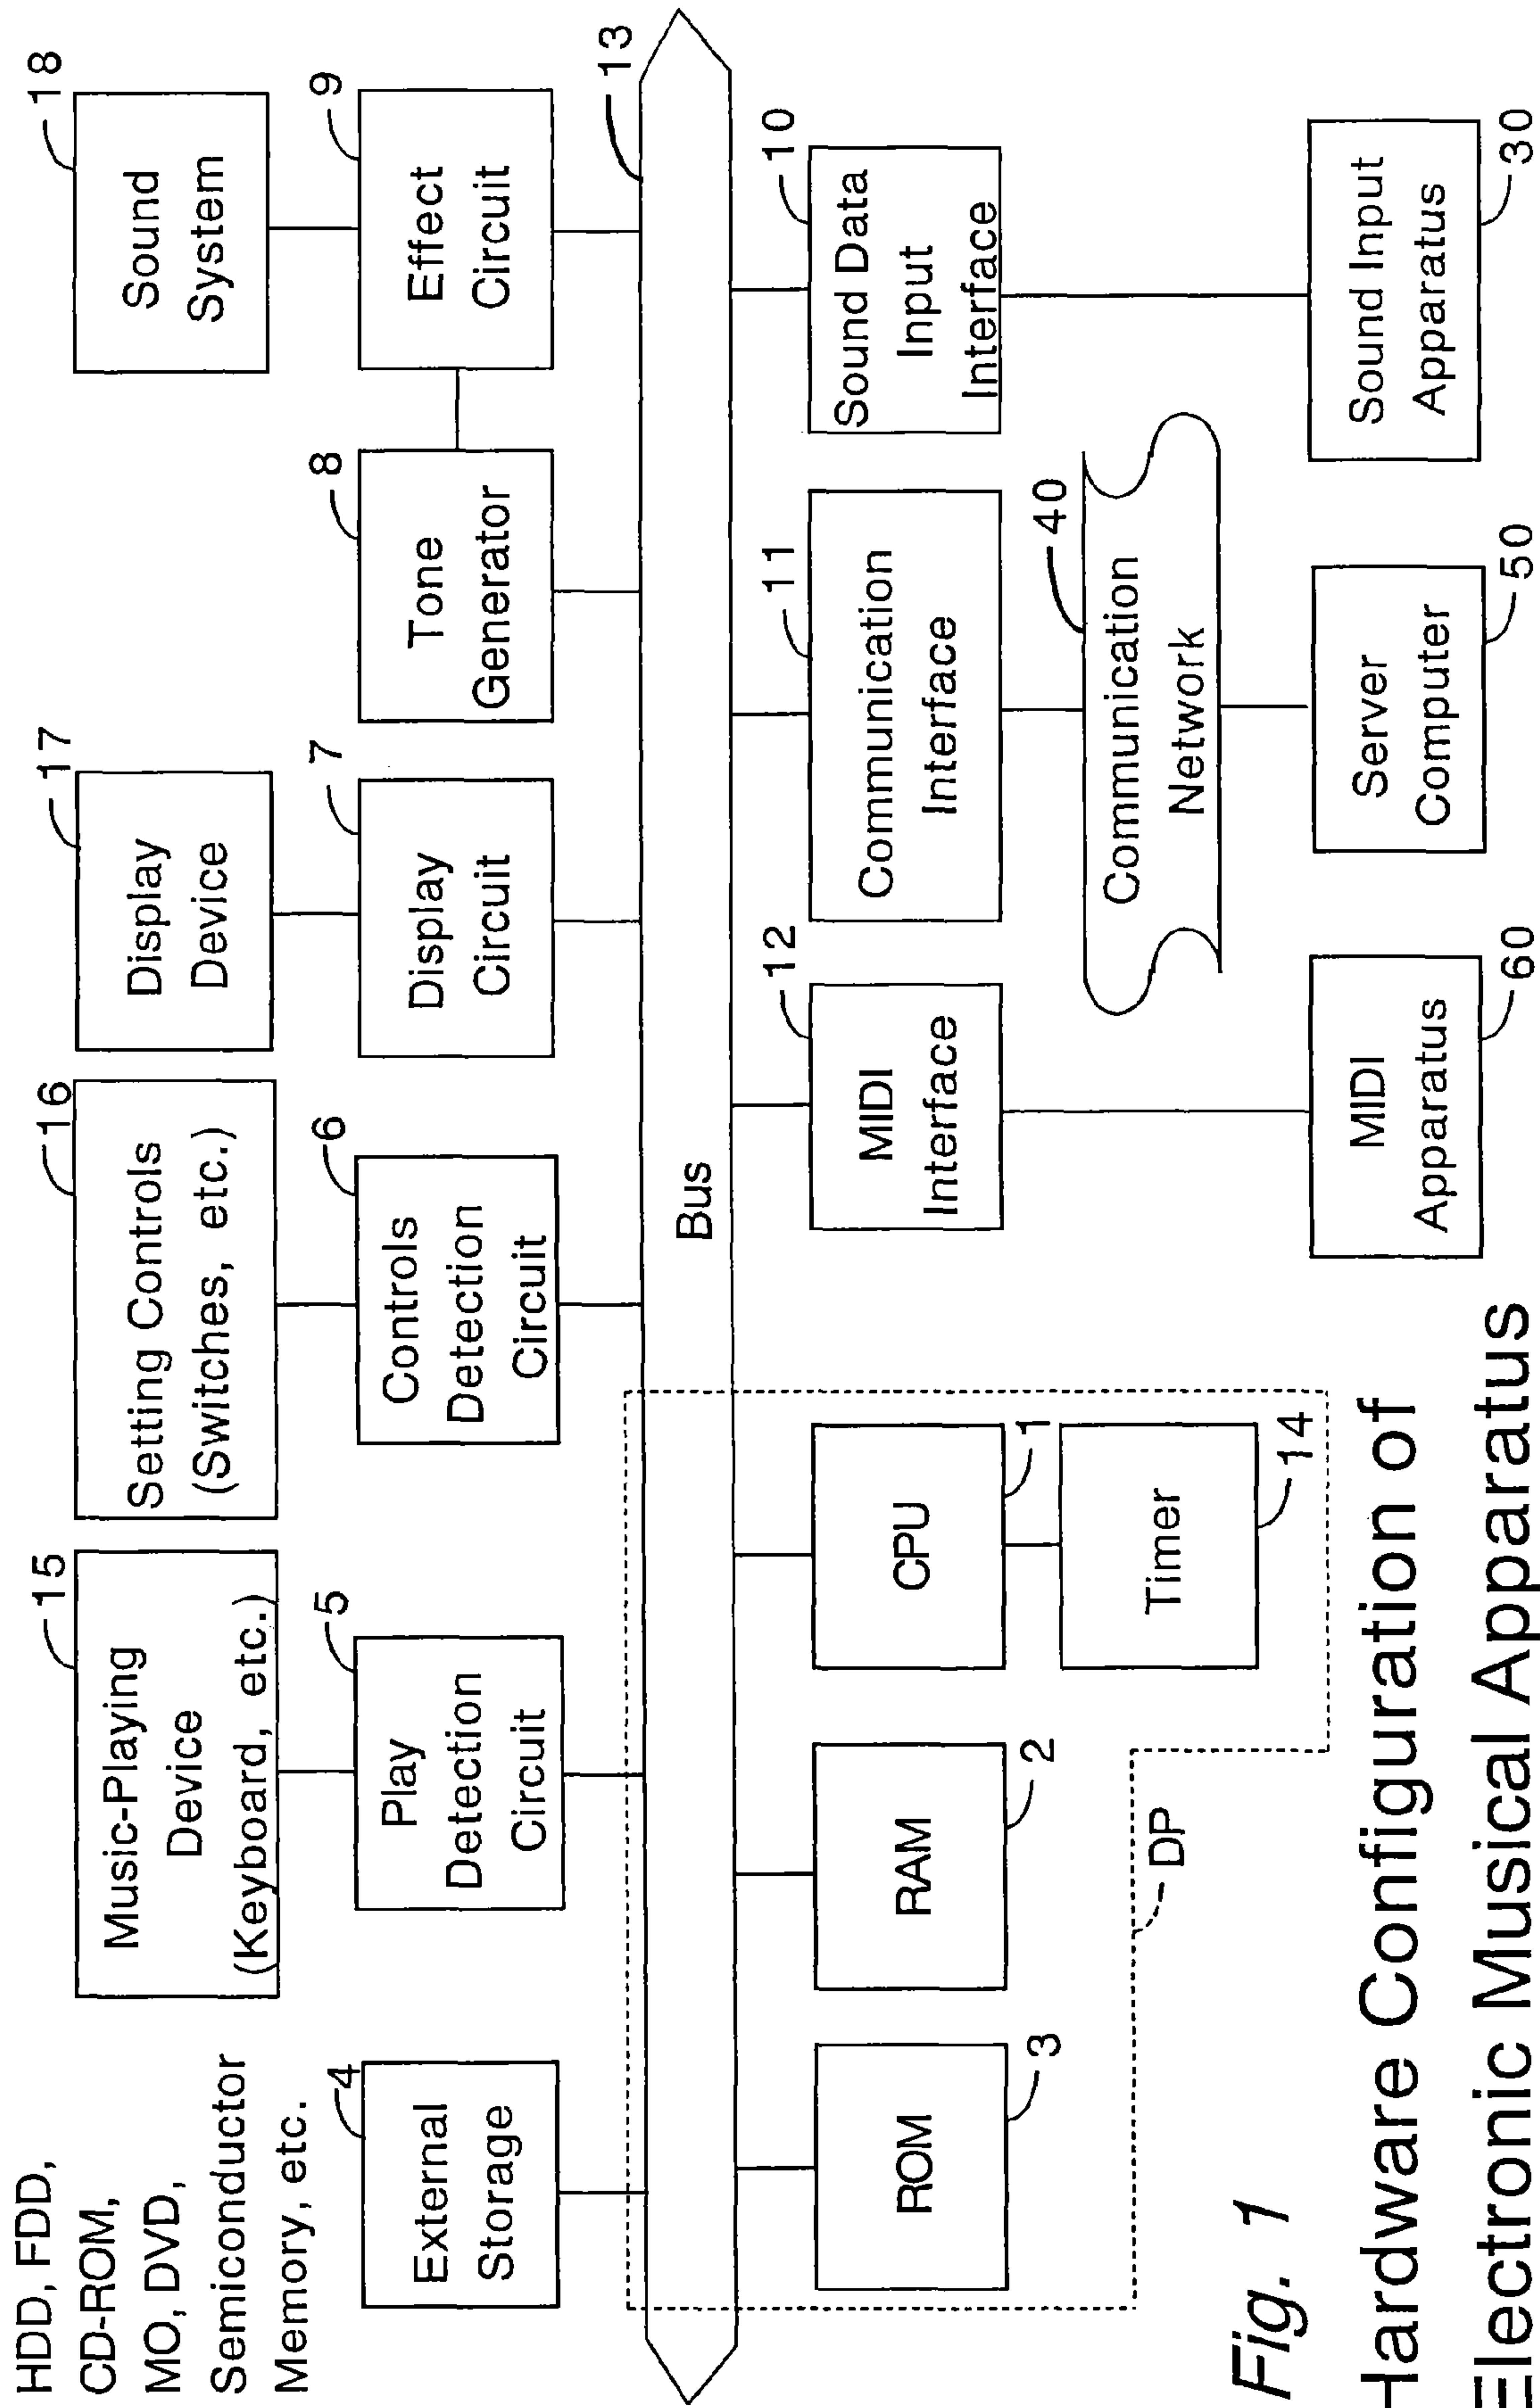 HDD, FDD,
CD-ROM,
MO, DVD,
Semiconductor
Memory, etc.
4
External
Storage
15
Music-Playing
Device
(Keyboard, etc.)
5
Play
Detection
Circuit
16
Setting Controls
(Switches, etc.)
6
Controls
Detection
Circuit
17
Display
Device
7
Display
Circuit
8
Tone
Generator
18
Sound
System
9
Effect
Circuit
13
Bus
ROM
3
RAM
2
CPU
1
Timer
14
DP
12
MIDI
Interface
MIDI
Apparatus
60
11
Communication
Interface
40
Communication
Network
Server
Computer
50
10
Sound Data
Input
Interface
Sound Input
Apparatus
30
Fig. 1
Hardware Configuration of
Electronic Musical Apparatus